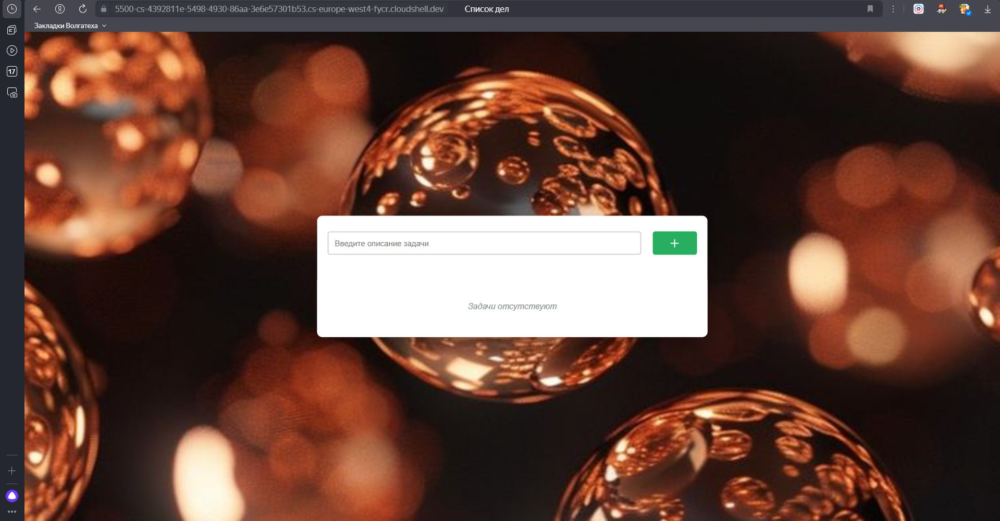 5500-cs-4392811e-5498-4930-86aa-3e6e57301b53.cs-europe-west4-fycr.cloudshell.dev Список дел
Закладки Волгатеха
17
Введите описание задачи
Задачи отсутствуют